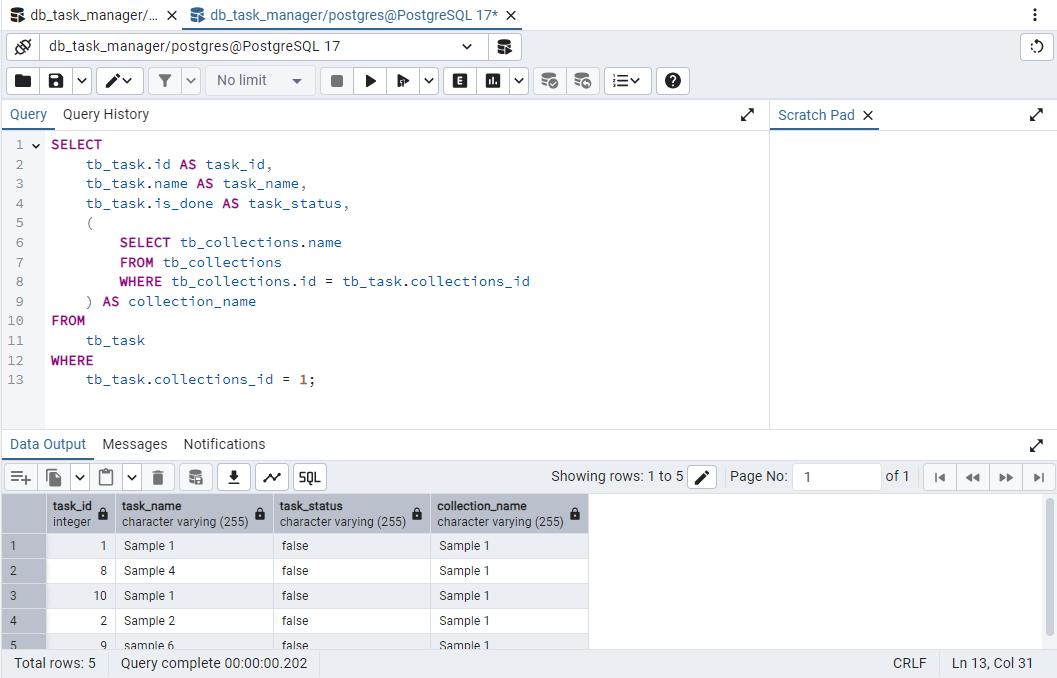 db_task_manager/... db_task_manager/postgres@PostgreSQL 17*
db_task_manager/postgres@PostgreSQL 17
No limit
Query Query History Scratch Pad
1 SELECT
2 tb_task.id AS task_id,
3 tb_task.name AS task_name,
4 tb_task.is_done AS task_status,
5 (
6 SELECT tb_collections.name
7 FROM tb_collections
8 WHERE tb_collections.id = tb_task.collections_id
9 ) AS collection_name
10 FROM
11 tb_task
12 WHERE
13 tb_task.collections_id = 1;
Data Output Messages Notifications
SQL Showing rows: 1 to 5 Page No: 1 of 1
task_id task_name task_status collection_name
integer character varying (255) character varying (255) character varying (255)
1 1 Sample 1 false Sample 1
2 8 Sample 4 false Sample 1
3 10 Sample 1 false Sample 1
4 2 Sample 2 false Sample 1
5 9 sample 6 false Sample 1
Total rows: 5 Query complete 00:00:00.202 CRLF Ln 13, Col 31